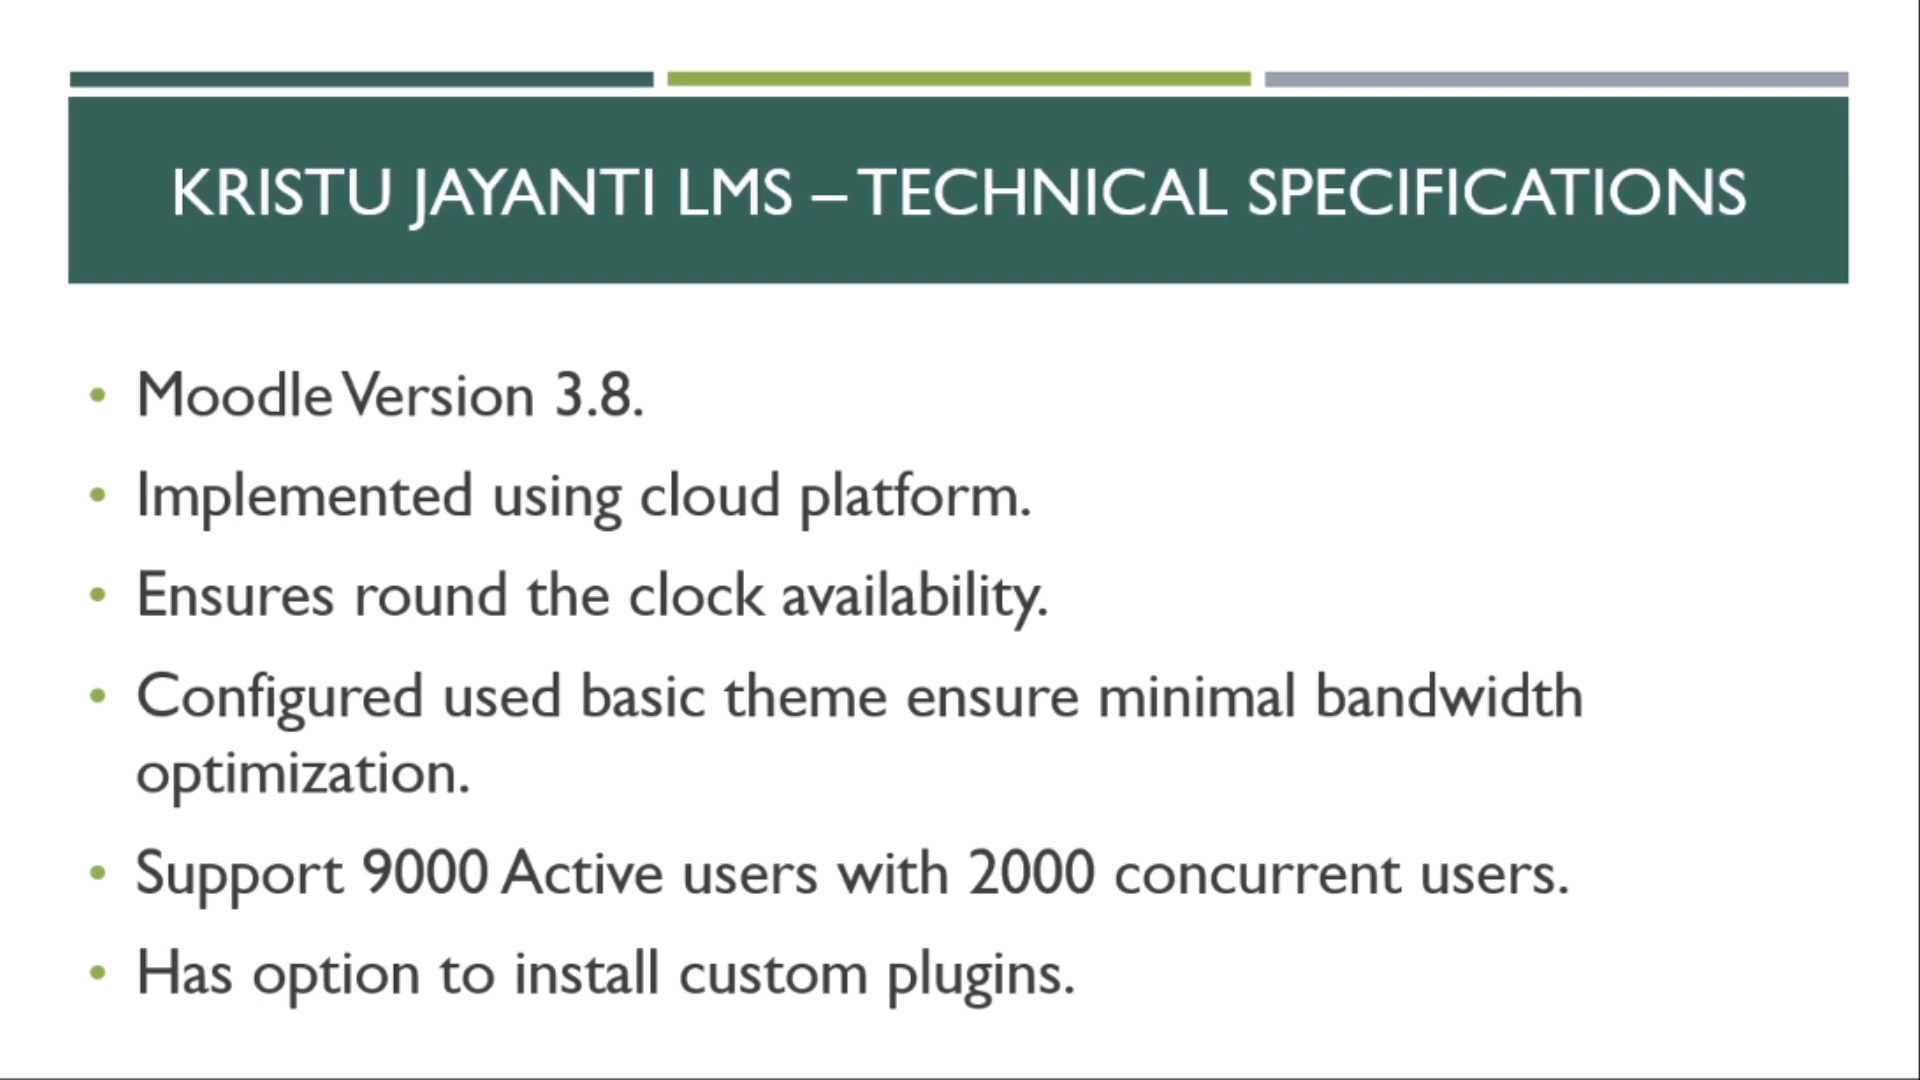 KRISTU JAYANTI LMS – TECHNICAL SPECIFICATIONS
• Moodle Version 3.8.
• Implemented using cloud platform.
• Ensures round the clock availability.
• Configured used basic theme ensure minimal bandwidth
optimization.
• Support 9000 Active users with 2000 concurrent users.
• Has option to install custom plugins.